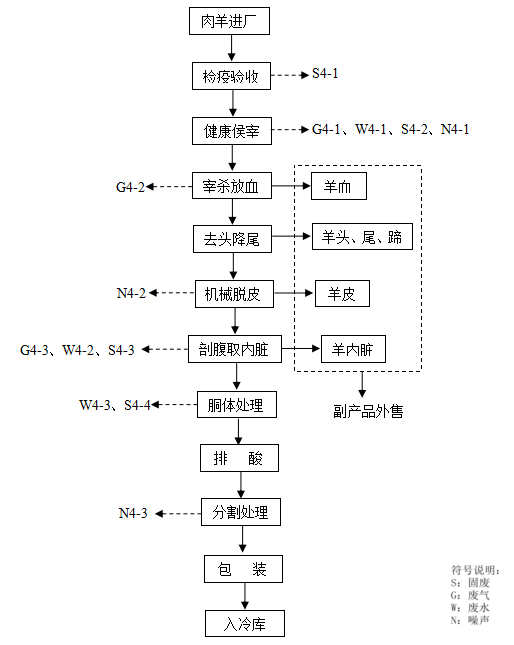 肉羊进厂
检疫验收
S4-1
健康侯宰
G4-1、W4-1、S4-2、N4-1
G4-2
宰杀放血
羊血
去头降尾
羊头、尾、蹄
N4-2
机械脱皮
羊皮
G4-3、W4-2、S4-3
剖腹取内脏
羊内脏
W4-3、S4-4
胴体处理
副产品外售
排 酸
N4-3
分割处理
包 装
入冷库
符号说明:
S: 固废
G: 废气
W: 废水
N: 噪声